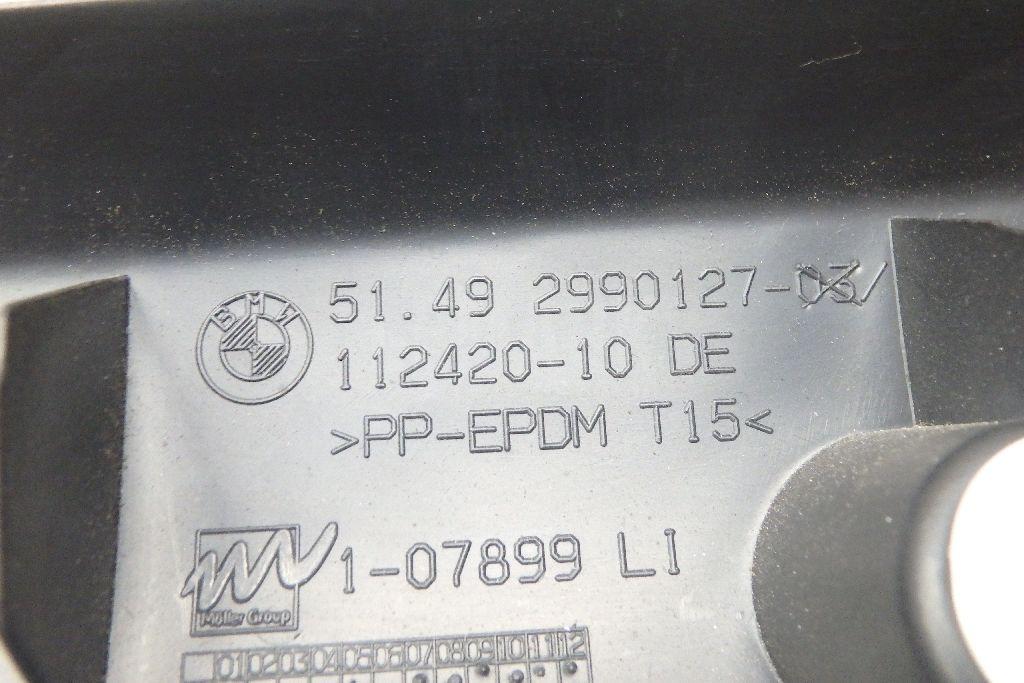 BMW
51.49 2990127-03/
112420-10 DE
>PP-EPDM T15<
Müller Group
1-07899 LI
01 02 03 04 05 06 07 08 09 10 11 12